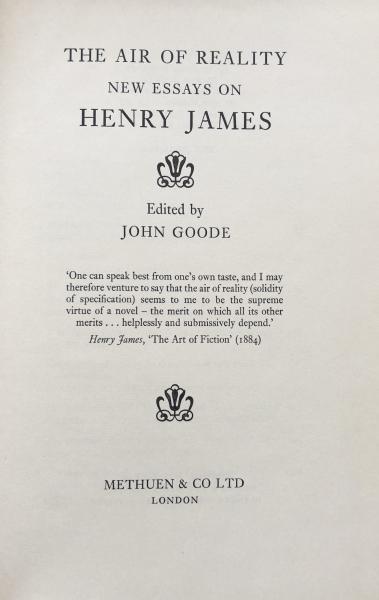 THE AIR OF REALITY
NEW ESSAYS ON
HENRY JAMES
Edited by
JOHN GOODE
'One can speak best from one's own taste, and I may
therefore venture to say that the air of reality (solidity
of specification) seems to me to be the supreme
virtue of a novel – the merit on which all its other
merits . . . helplessly and submissively depend.'
Henry James, 'The Art of Fiction' (1884)
METHUEN & CO LTD
LONDON